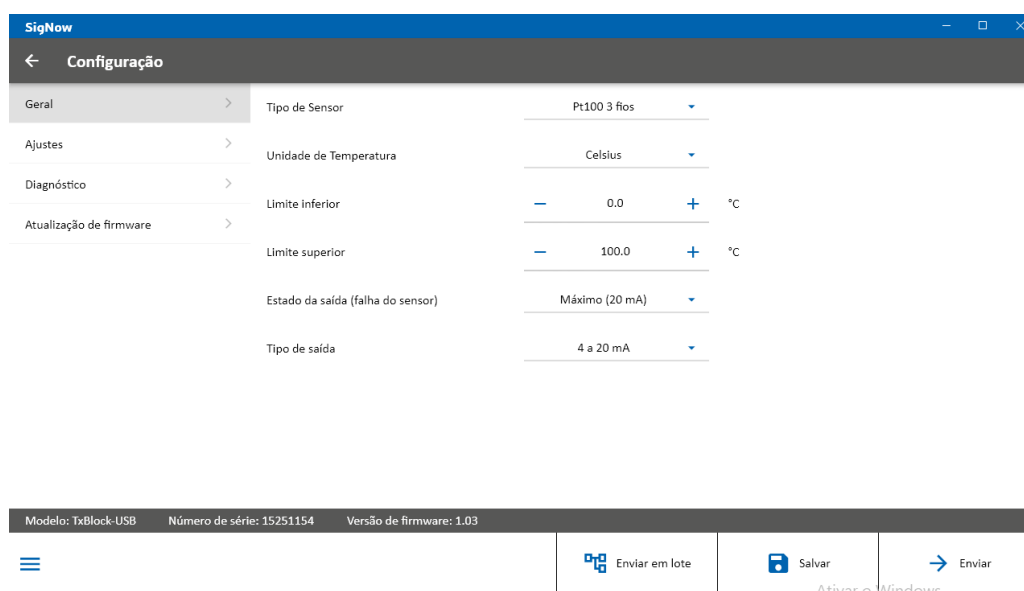 SigNow
Configuração
Geral
Ajustes
Diagnóstico
Atualização de firmware
Tipo de Sensor Pt100 3 fios
Unidade de Temperatura Celsius
Limite inferior − 0.0 + °C
Limite superior − 100.0 + °C
Estado da saída (falha do sensor) Máximo (20 mA)
Tipo de saída 4 a 20 mA
Modelo: TxBlock-USB Número de série: 15251154 Versão de firmware: 1.03
Enviar em lote Salvar Enviar
Ativar o Windows